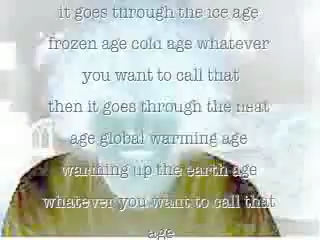 it goes through the ice age
frozen age cold age whatever
you want to call that
then it goes through the heat
age global warming age
warming up the earth age
whatever you want to call that
age